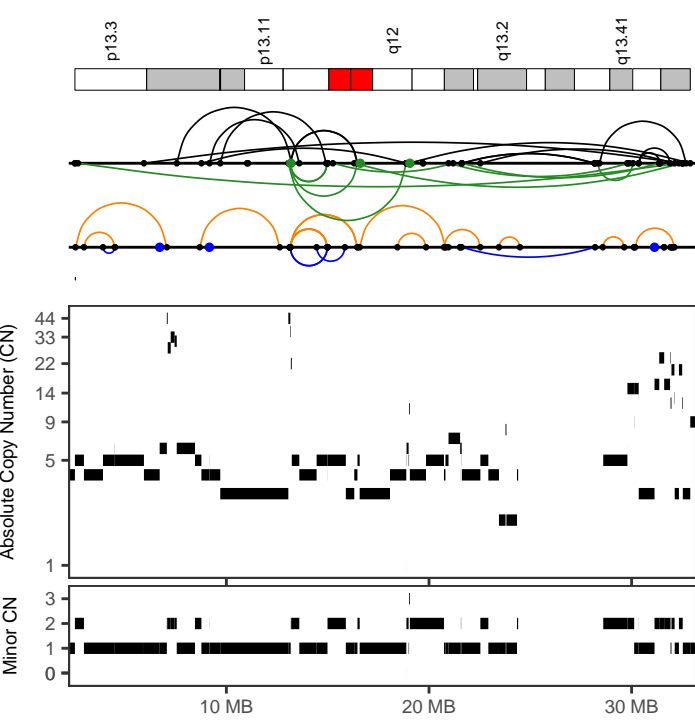 p13.3
p13.11
q12
q13.2
q13.41
Absolute Copy Number (CN)
44
33
22
14
9
5
1
Minor CN
3
2
1
0
10 MB
20 MB
30 MB